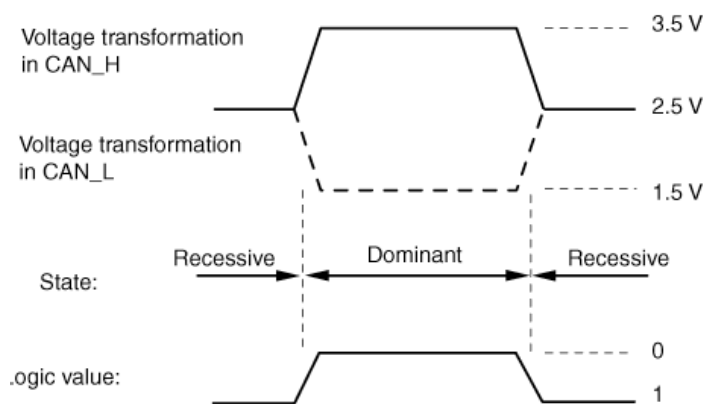 Voltage transformation
in CAN_H
3.5 V
2.5 V
Voltage transformation
in CAN_L
1.5 V
Recessive
Dominant
Recessive
State:
0
.ogic value:
1